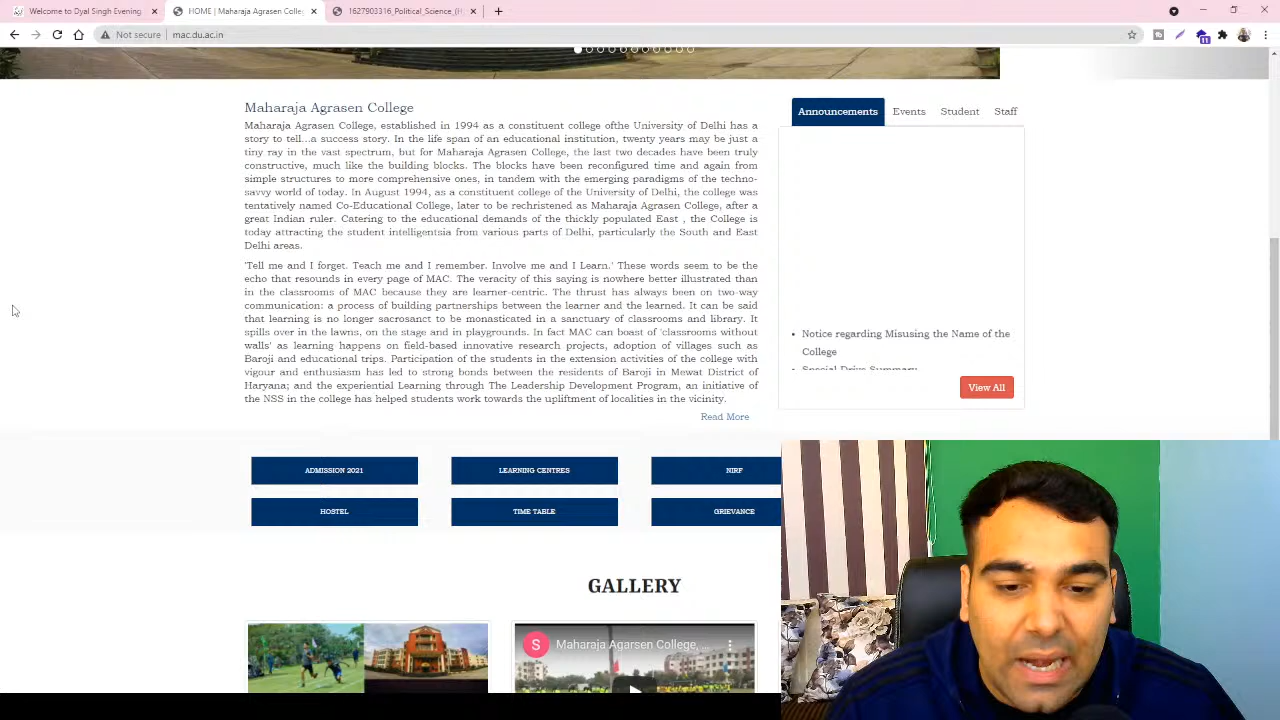 Welcome to Dyal Singh Evening
HOME | Maharaja Agrasen Colle
1627903316_Political_Science_(H
Not secure | mac.du.ac.in
11
Maharaja Agrasen College
Maharaja Agrasen College, established in 1994 as a constituent college ofthe University of Delhi has a
story to tell...a success story. In the life span of an educational institution, twenty years may be just a
tiny ray in the vast spectrum, but for Maharaja Agrasen College, the last two decades have been truly
constructive, much like the building blocks. The blocks have been reconfigured time and again from
simple structures to more comprehensive ones, in tandem with the emerging paradigms of the techno-
savvy world of today. In August 1994, as a constituent college of the University of Delhi, the college was
tentatively named Co-Educational College, later to be rechristened as Maharaja Agrasen College, after a
great Indian ruler. Catering to the educational demands of the thickly populated East , the College is
today attracting the student intelligentsia from various parts of Delhi, particularly the South and East
Delhi areas.
'Tell me and I forget. Teach me and I remember. Involve me and I Learn.' These words seem to be the
echo that resounds in every page of MAC. The veracity of this saying is nowhere better illustrated than
in the classrooms of MAC because they are learner-centric. The thrust has always been on two-way
communication: a process of building partnerships between the learner and the learned. It can be said
that learning is no longer sacrosanct to be monasticated in a sanctuary of classrooms and library. It
spills over in the lawns, on the stage and in playgrounds. In fact MAC can boast of 'classrooms without
walls' as learning happens on field-based innovative research projects, adoption of villages such as
Baroji and educational trips. Participation of the students in the extension activities of the college with
vigour and enthusiasm has led to strong bonds between the residents of Baroji in Mewat District of
Haryana; and the experiential Learning through The Leadership Development Program, an initiative of
the NSS in the college has helped students work towards the upliftment of localities in the vicinity.
Read More
Announcements Events Student Staff
Notice regarding Misusing the Name of the
College
Special Drive Summary
View All
ADMISSION 2021 LEARNING CENTRES NIRF
HOSTEL TIME TABLE GRIEVANCE
GALLERY
S Maharaja Agarsen College,